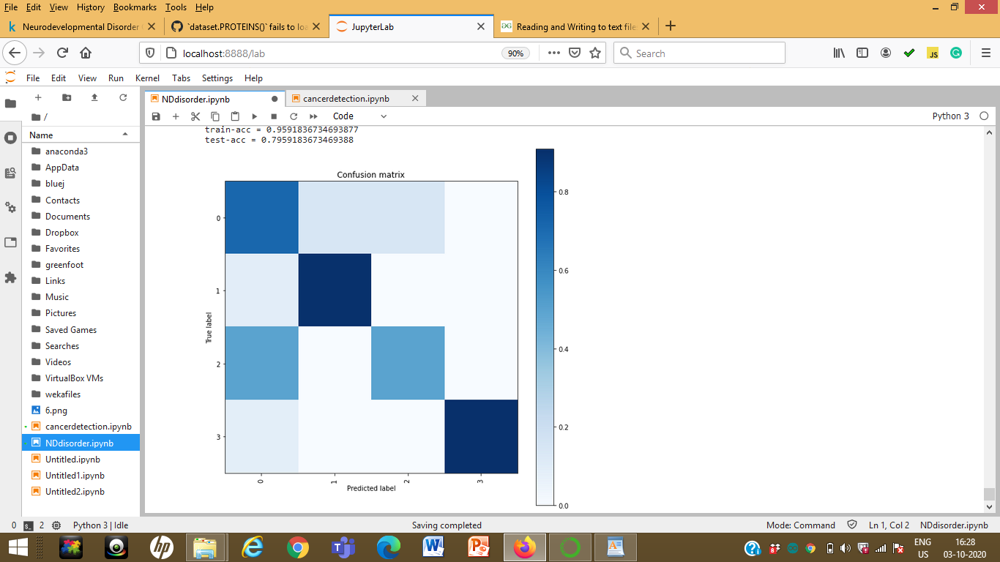 File Edit View History Bookmarks Tools Help
Neurodevelopmental Disorder
`dataset.PROTEINS()` fails to loa
JupyterLab
Reading and Writing to text file
localhost:8888/lab
90%
Search
JS
File Edit View Run Kernel Tabs Settings Help
NDdisorder.ipynb
cancerdetection.ipynb
/
Code
Python 3
Name
anaconda3
AppData
bluej
Contacts
Documents
Dropbox
Favorites
greenfoot
Links
Music
Pictures
Saved Games
Searches
Videos
VirtualBox VMs
wekafiles
6.png
cancerdetection.ipynb
NDdisorder.ipynb
Untitled.ipynb
Untitled1.ipynb
Untitled2.ipynb
train-acc = 0.9591836734693877
test-acc = 0.7959183673469388
Confusion matrix
True label
0
1
2
3
0 1 2 3
Predicted label
0.8
0.6
0.4
0.2
0.0
0 2 Python 3 | Idle
Saving completed
Mode: Command Ln 1, Col 2 NDdisorder.ipynb
ENG
US
16:28
03-10-2020